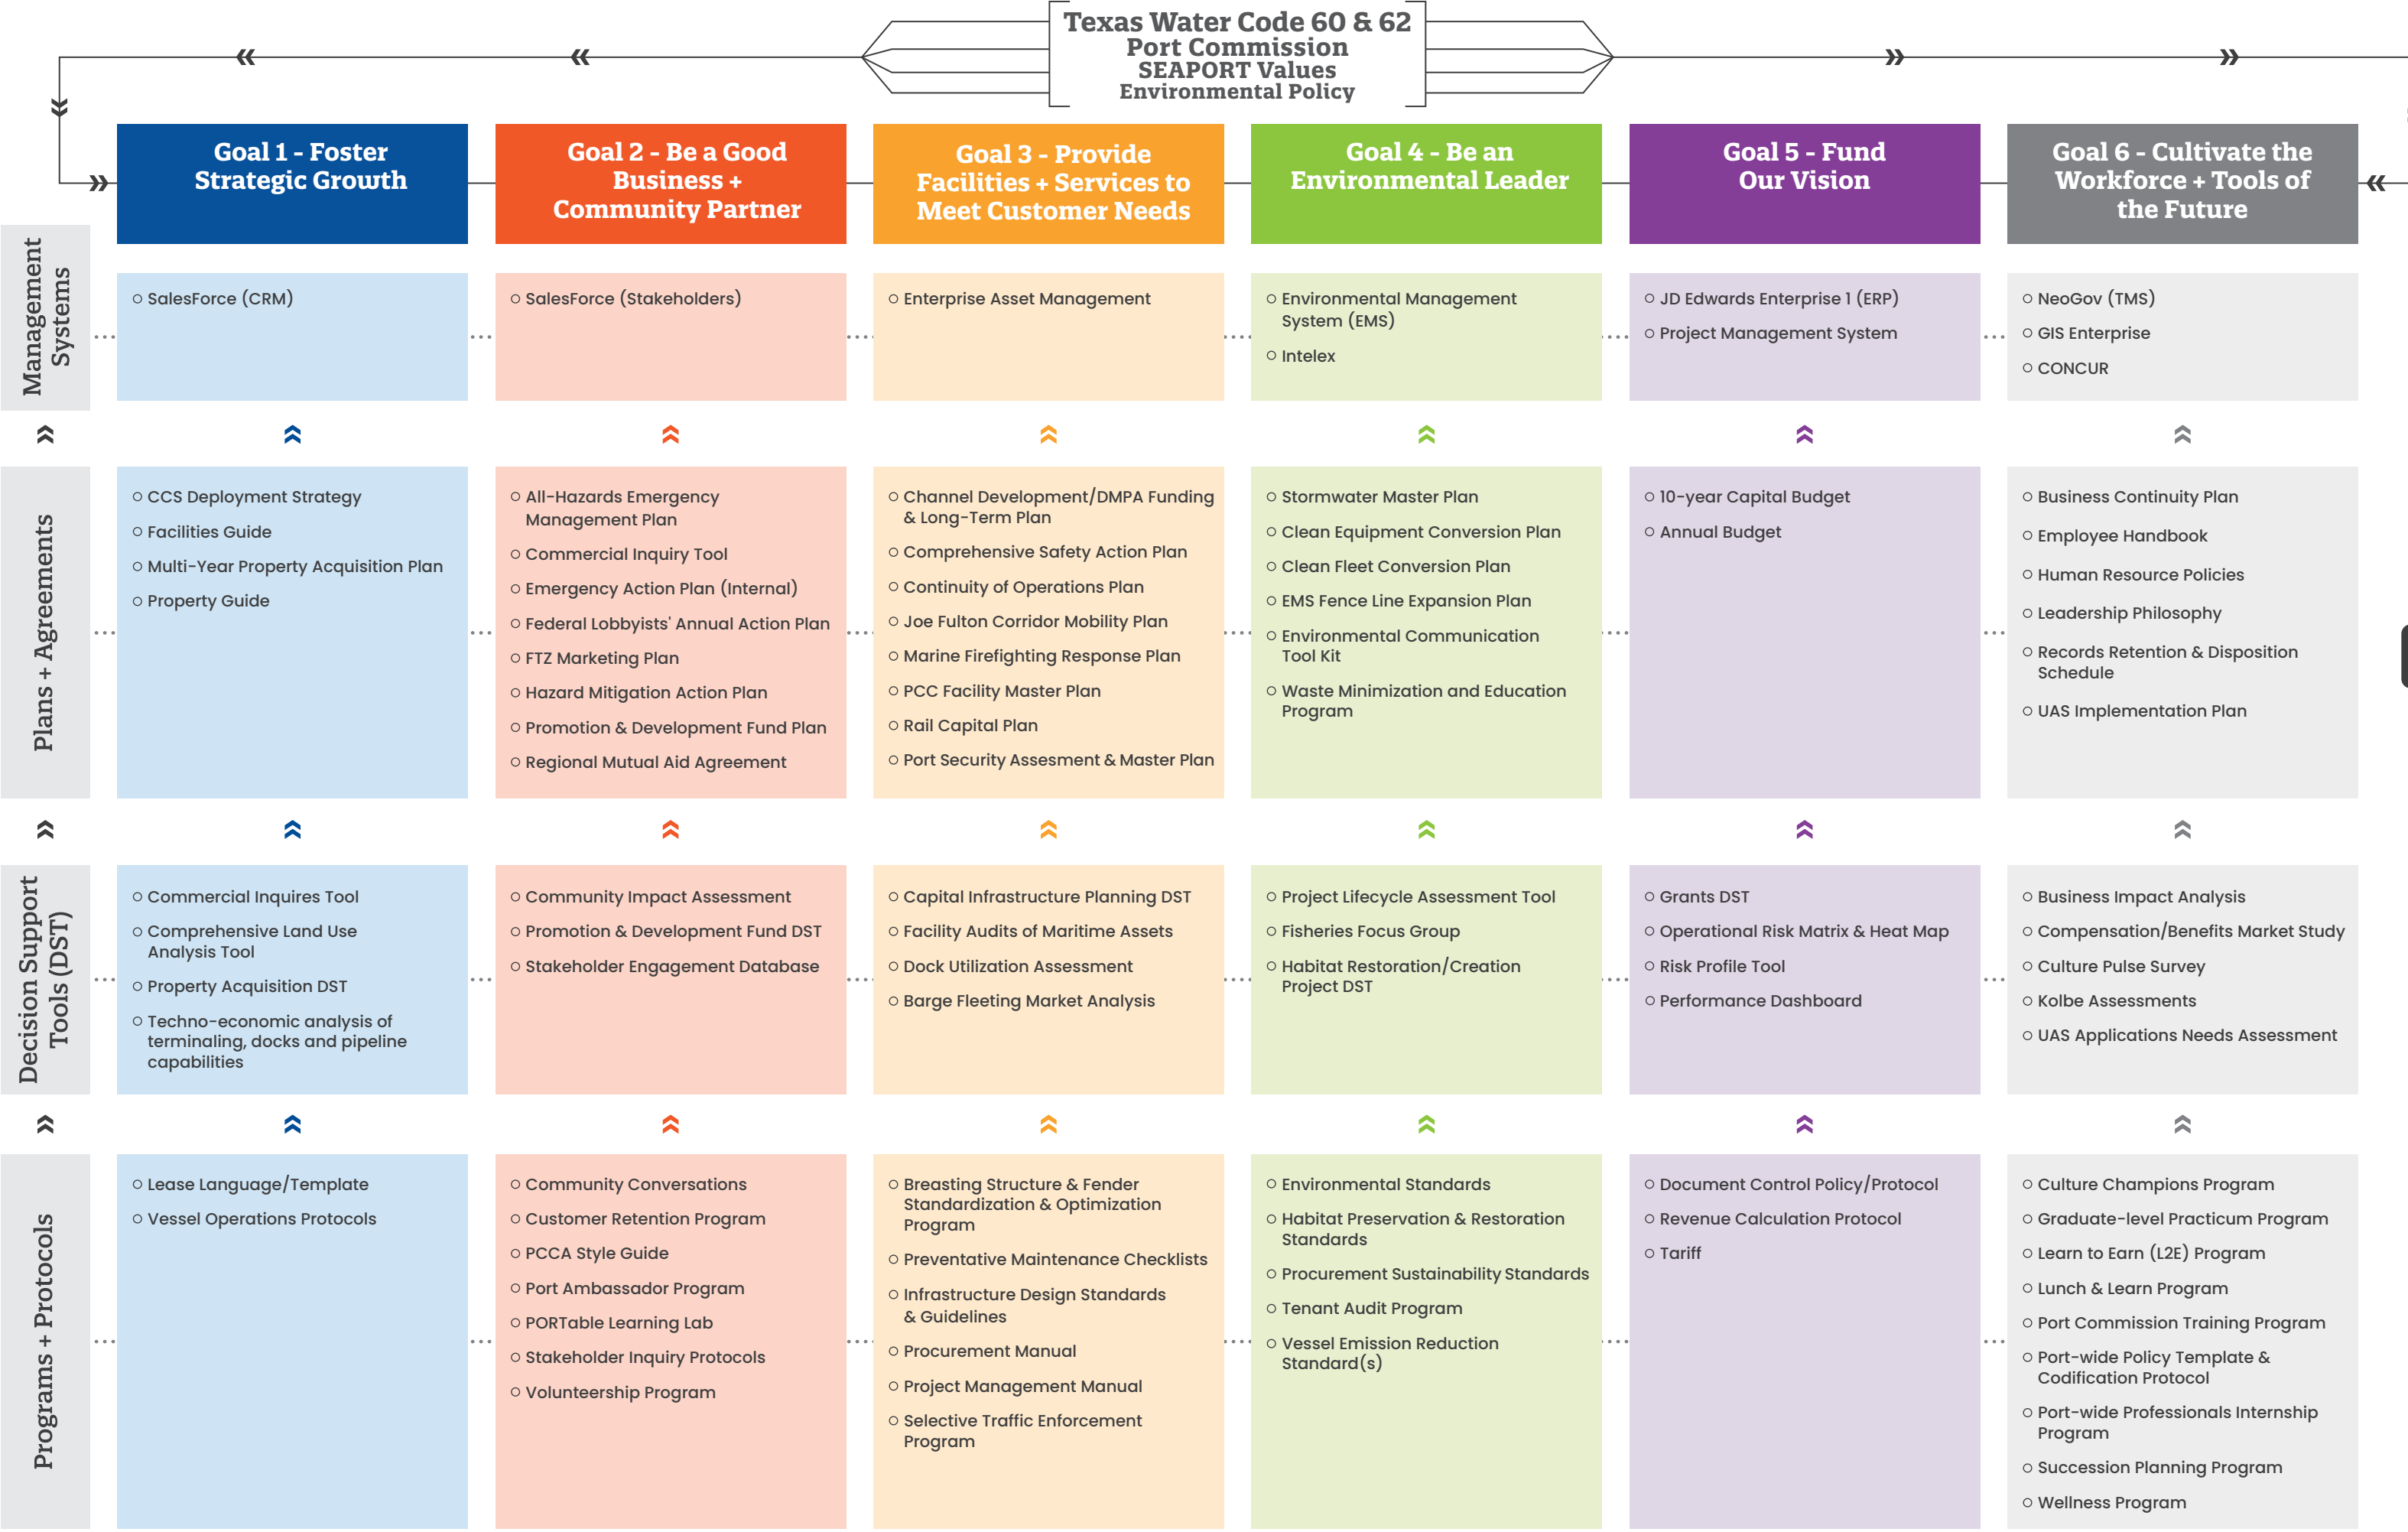 Texas Water Code 60 & 62
Port Commission
SEAPORT Values
Environmental Policy
Goal 1 - Foster
Strategic Growth
Goal 2 - Be a Good
Business +
Community Partner
Goal 3 - Provide
Facilities + Services to
Meet Customer Needs
Goal 4 - Be an
Environmental Leader
Goal 5 - Fund
Our Vision
Goal 6 - Cultivate the
Workforce + Tools of
the Future
Management
Systems
SalesForce (CRM)
SalesForce (Stakeholders)
Enterprise Asset Management
Environmental Management
System (EMS)
Intelex
JD Edwards Enterprise 1 (ERP)
Project Management System
NeoGov (TMS)
GIS Enterprise
CONCUR
Plans + Agreements
CCS Deployment Strategy
Facilities Guide
Multi-Year Property Acquisition Plan
Property Guide
All-Hazards Emergency
Management Plan
Commercial Inquiry Tool
Emergency Action Plan (Internal)
Federal Lobbyists' Annual Action Plan
FTZ Marketing Plan
Hazard Mitigation Action Plan
Promotion & Development Fund Plan
Regional Mutual Aid Agreement
Channel Development/DMPA Funding
& Long-Term Plan
Comprehensive Safety Action Plan
Continuity of Operations Plan
Joe Fulton Corridor Mobility Plan
Marine Firefighting Response Plan
PCC Facility Master Plan
Rail Capital Plan
Port Security Assesment & Master Plan
Stormwater Master Plan
Clean Equipment Conversion Plan
Clean Fleet Conversion Plan
EMS Fence Line Expansion Plan
Environmental Communication
Tool Kit
Waste Minimization and Education
Program
10-year Capital Budget
Annual Budget
Business Continuity Plan
Employee Handbook
Human Resource Policies
Leadership Philosophy
Records Retention & Disposition
Schedule
UAS Implementation Plan
Decision Support
Tools (DST)
Commercial Inquires Tool
Comprehensive Land Use
Analysis Tool
Property Acquisition DST
Techno-economic analysis of
terminaling, docks and pipeline
capabilities
Community Impact Assessment
Promotion & Development Fund DST
Stakeholder Engagement Database
Capital Infrastructure Planning DST
Facility Audits of Maritime Assets
Dock Utilization Assessment
Barge Fleeting Market Analysis
Project Lifecycle Assessment Tool
Fisheries Focus Group
Habitat Restoration/Creation
Project DST
Grants DST
Operational Risk Matrix & Heat Map
Risk Profile Tool
Performance Dashboard
Business Impact Analysis
Compensation/Benefits Market Study
Culture Pulse Survey
Kolbe Assessments
UAS Applications Needs Assessment
Programs + Protocols
Lease Language/Template
Vessel Operations Protocols
Community Conversations
Customer Retention Program
PCCA Style Guide
Port Ambassador Program
PORTable Learning Lab
Stakeholder Inquiry Protocols
Volunteership Program
Breasting Structure & Fender
Standardization & Optimization
Program
Preventative Maintenance Checklists
Infrastructure Design Standards
& Guidelines
Procurement Manual
Project Management Manual
Selective Traffic Enforcement
Program
Environmental Standards
Habitat Preservation & Restoration
Standards
Procurement Sustainability Standards
Tenant Audit Program
Vessel Emission Reduction
Standard(s)
Document Control Policy/Protocol
Revenue Calculation Protocol
Tariff
Culture Champions Program
Graduate-level Practicum Program
Learn to Earn (L2E) Program
Lunch & Learn Program
Port Commission Training Program
Port-wide Policy Template &
Codification Protocol
Port-wide Professionals Internship
Program
Succession Planning Program
Wellness Program